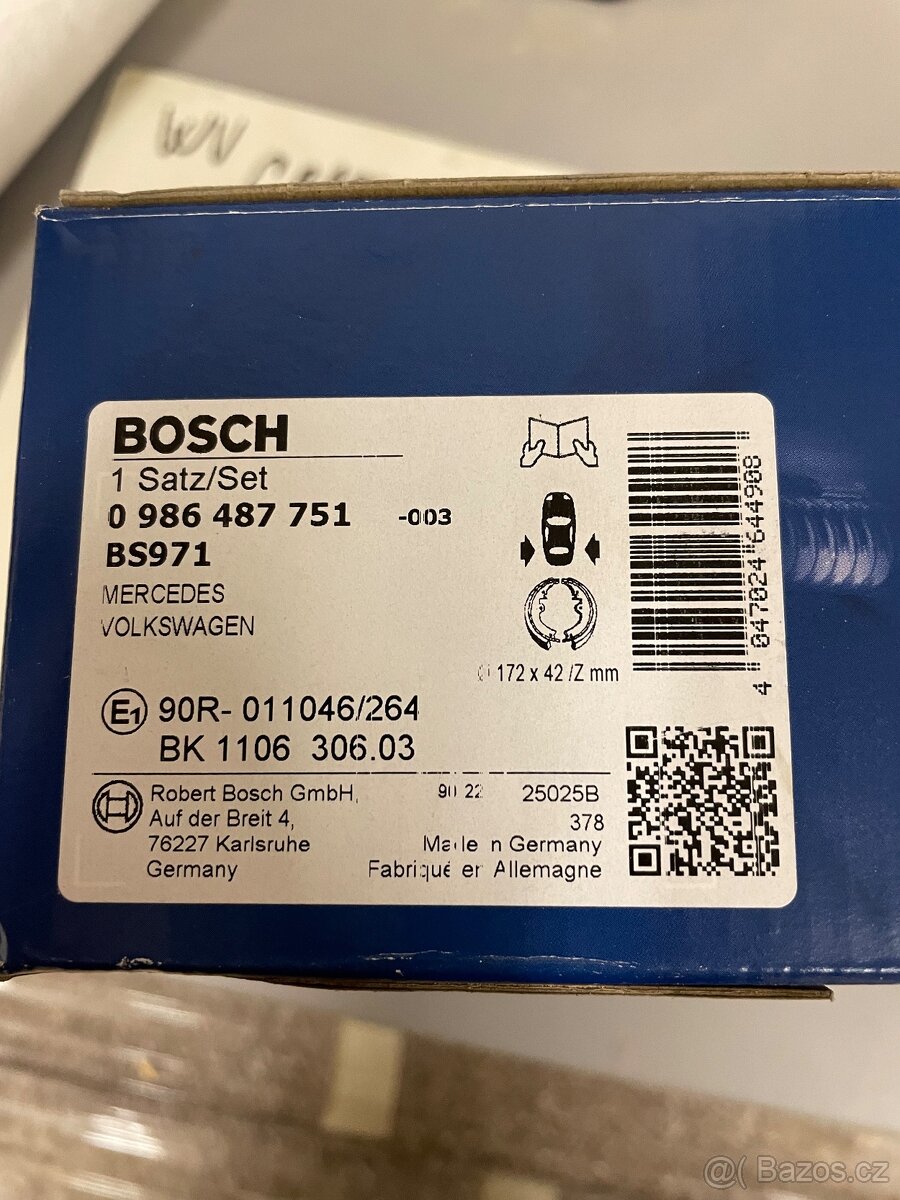 WV
BOSCH
1 Satz/Set
0 986 487 751 -003
BS971
MERCEDES
VOLKSWAGEN
172 x 42 /Z mm
4 047024 644908
E1 90R- 011046/264
BK 1106 306.03
Robert Bosch GmbH,
Auf der Breit 4,
76227 Karlsruhe
Germany
90 22 25025B
378
Made in Germany
Fabriqué en Allemagne
@( Bazos.cz